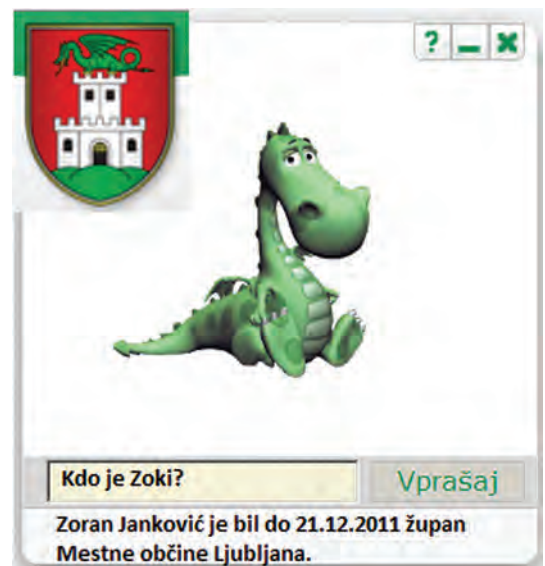 ?
Kdo je Zoki?
Vprašaj
Zoran Janković je bil do 21.12.2011 župan
Mestne občine Ljubljana.